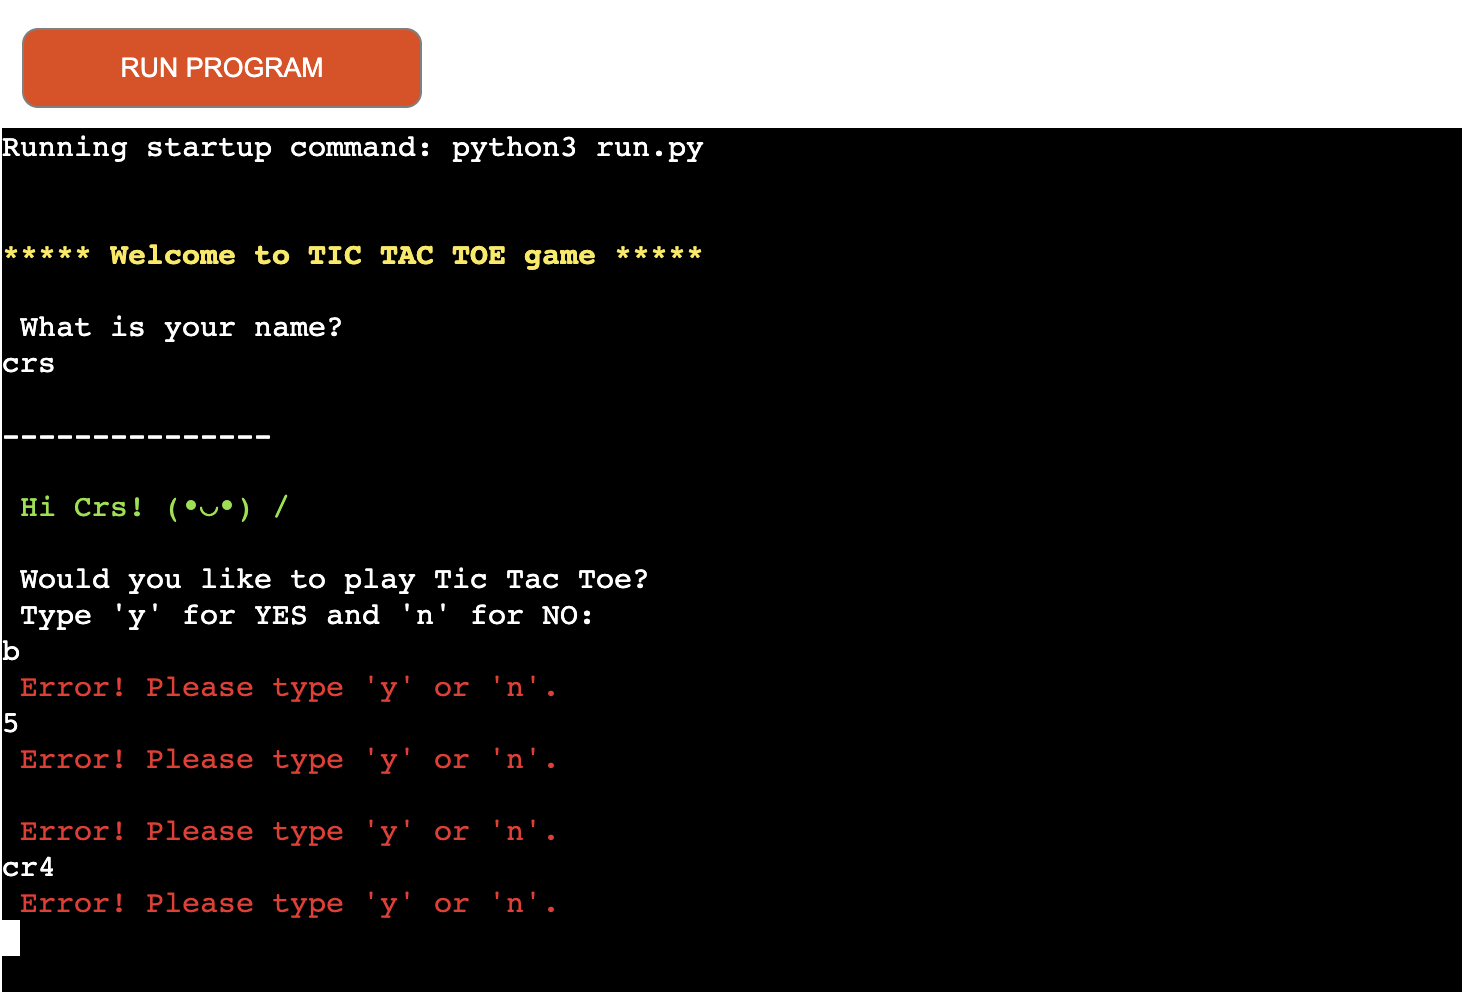 RUN PROGRAM
Running startup command: python3 run.py
***** Welcome to TIC TAC TOE game *****
What is your name?
crs
---------------
Hi Crs! (•◡•) /
Would you like to play Tic Tac Toe?
Type 'y' for YES and 'n' for NO:
b
Error! Please type 'y' or 'n'.
5
Error! Please type 'y' or 'n'.
Error! Please type 'y' or 'n'.
cr4
Error! Please type 'y' or 'n'.